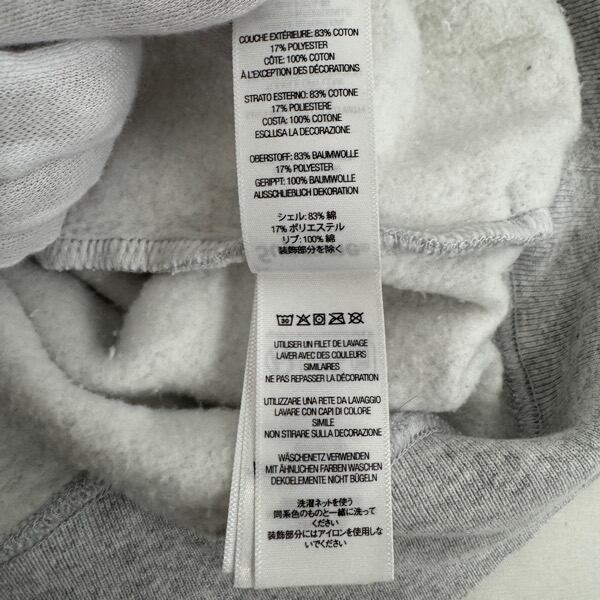 COUCHE EXTÉRIEURE: 83% COTON
17% POLYESTER
CÔTE: 100% COTON
À L'EXCEPTION DES DÉCORATIONS
STRATO ESTERNO: 83% COTONE
17% POLIESTERE
COSTA: 100% COTONE
ESCLUSA LA DECORAZIONE
OBERSTOFF: 83% BAUMWOLLE
17% POLYESTER
GERIPPT: 100% BAUMWOLLE
AUSSCHLIEBLICH DEKORATION
シェル: 83% 綿
17% ポリエステル
リブ: 100% 綿
装飾部分を除く
30
UTILISER UN FILET DE LAVAGE
LAVER AVEC DES COULEURS
SIMILAIRES
NE PAS REPASSER LA DÉCORATION
UTILIZZARE UNA RETE DA LAVAGGIO
LAVARE CON CAPI DI COLORE
SIMILE
NON STIRARE SULLA DECORAZIONE
WÄSCHENETZ VERWENDEN
MIT ÄHNLICHEN FARBEN WASCHEN
DEKOELEMENTE NICHT BÜGELN
洗濯ネットを使う
同系色のものと一緒に洗って
ください
装飾部分にはアイロンを使用しな
いでください